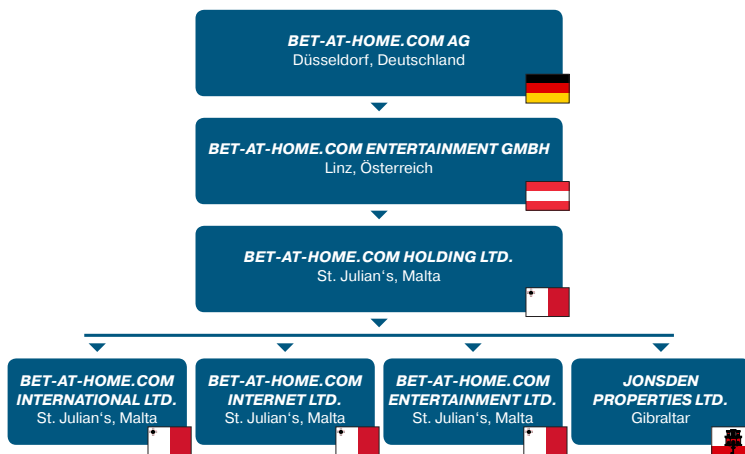 BET-AT-HOME.COM AG
Düsseldorf, Deutschland
BET-AT-HOME.COM ENTERTAINMENT GMBH
Linz, Österreich
BET-AT-HOME.COM HOLDING LTD.
St. Julian‘s, Malta
BET-AT-HOME.COM
INTERNATIONAL LTD.
St. Julian‘s, Malta
BET-AT-HOME.COM
INTERNET LTD.
St. Julian‘s, Malta
BET-AT-HOME.COM
ENTERTAINMENT LTD.
St. Julian‘s, Malta
JONSDEN
PROPERTIES LTD.
Gibraltar